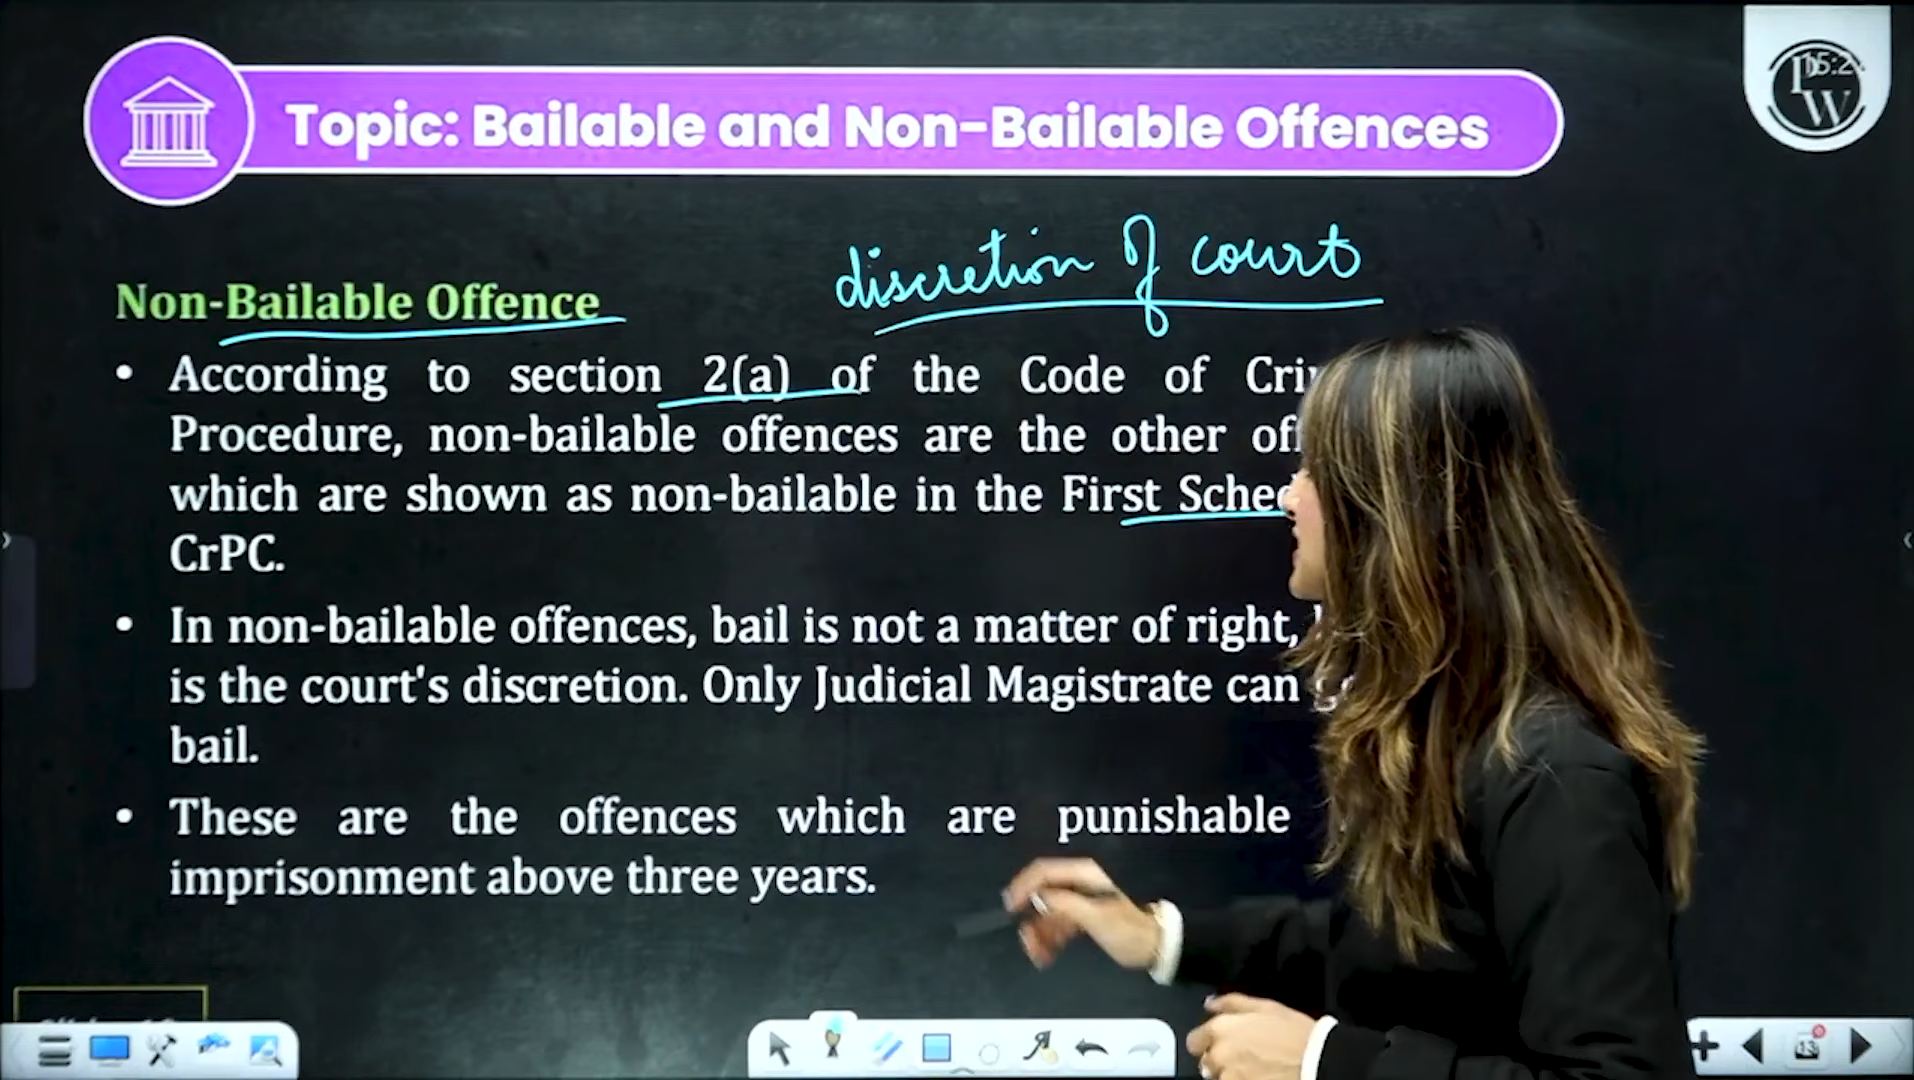 Topic: Bailable and Non-Bailable Offences
PW
discretion of court
Non-Bailable Offence
• According to section 2(a) of the Code of
Procedure, non-bailable offences are the other
which are shown as non-bailable in the First
CrPC.
• In non-bailable offences, bail is not a matter of right,
is the court's discretion. Only Judicial Magistrate can
bail.
• These are the offences which are punishable
imprisonment above three years.
13